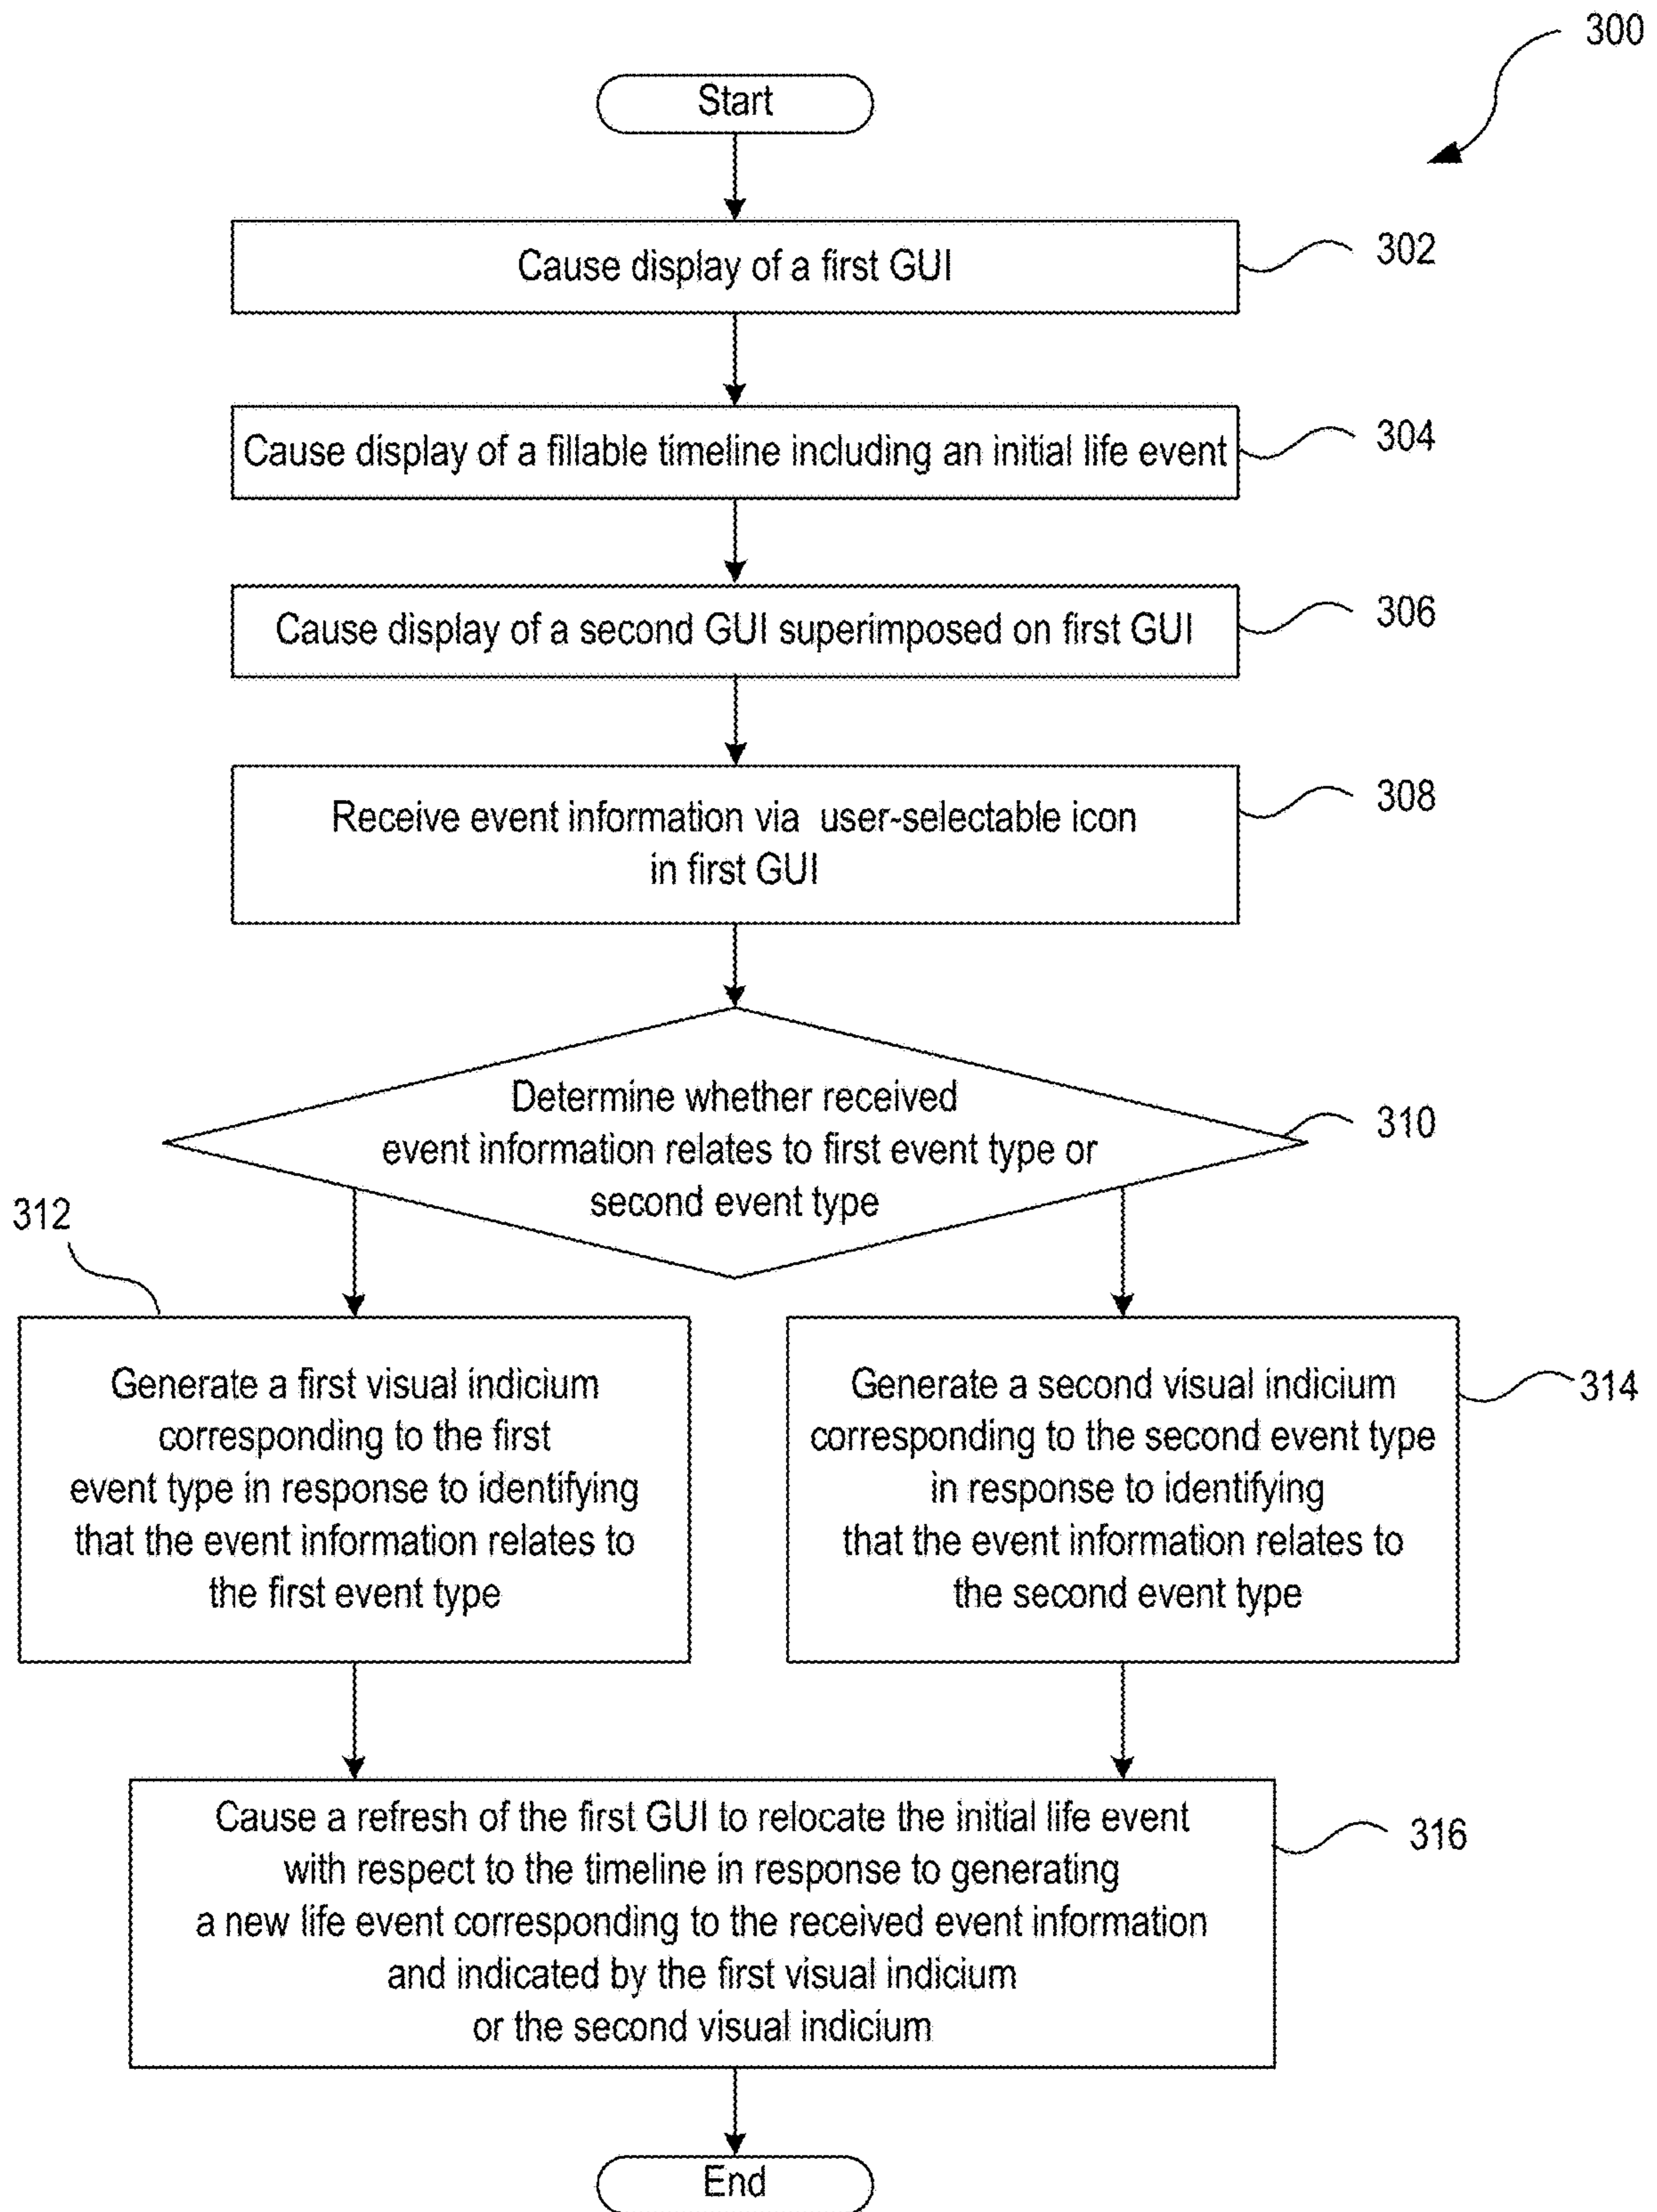 300
Start
Cause display of a first GUI
302
Cause display of a fillable timeline including an initial life event
304
Cause display of a second GUI superimposed on first GUI
306
Receive event information via user-selectable icon
in first GUI
308
Determine whether received
event information relates to first event type or
second event type
310
312
Generate a first visual indicium
corresponding to the first
event type in response to identifying
that the event information relates to
the first event type
Generate a second visual indicium
corresponding to the second event type
in response to identifying
that the event information relates to
the second event type
314
Cause a refresh of the first GUI to relocate the initial life event
with respect to the timeline in response to generating
a new life event corresponding to the received event information
and indicated by the first visual indicium
or the second visual indicium
316
End